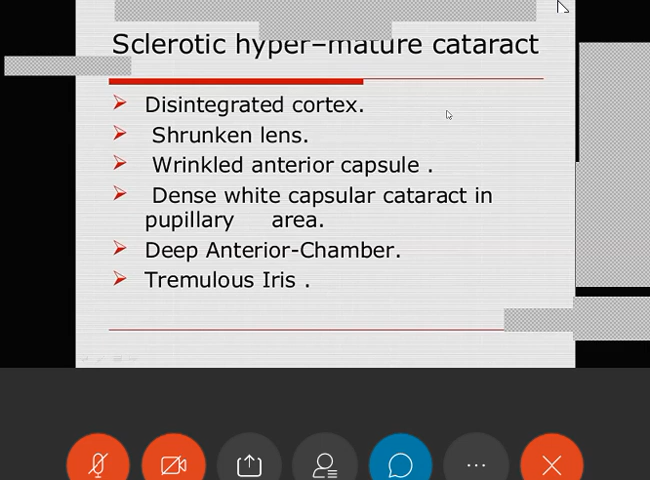 Sclerotic hyper–mature cataract
Disintegrated cortex.
Shrunken lens.
Wrinkled anterior capsule .
Dense white capsular cataract in
pupillary area.
Deep Anterior-Chamber.
Tremulous Iris .